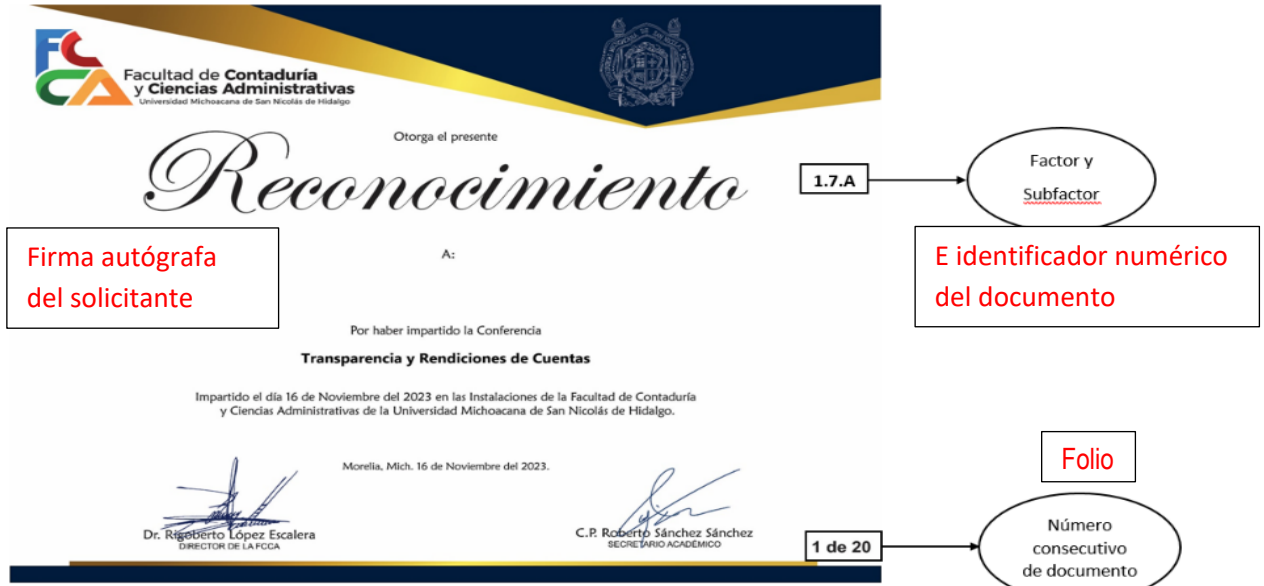 Facultad de Contaduría
y Ciencias Administrativas
Universidad Michoacana de San Nicolás de Hidalgo
Otorga el presente
Reconocimiento
1.7.A
Factor y
Subfactor
Firma autógrafa
del solicitante
A:
E identificador numérico
del documento
Por haber impartido la Conferencia
Transparencia y Rendiciones de Cuentas
Impartido el día 16 de Noviembre del 2023 en las Instalaciones de la Facultad de Contaduría
y Ciencias Administrativas de la Universidad Michoacana de San Nicolás de Hidalgo.
Morelia, Mich. 16 de Noviembre del 2023.
Folio
Dr. Rigoberto López Escalera
DIRECTOR DE LA FCCA
C.P. Roberto Sánchez Sánchez
SECRETARIO ACADÉMICO
1 de 20
Número
consecutivo
de documento